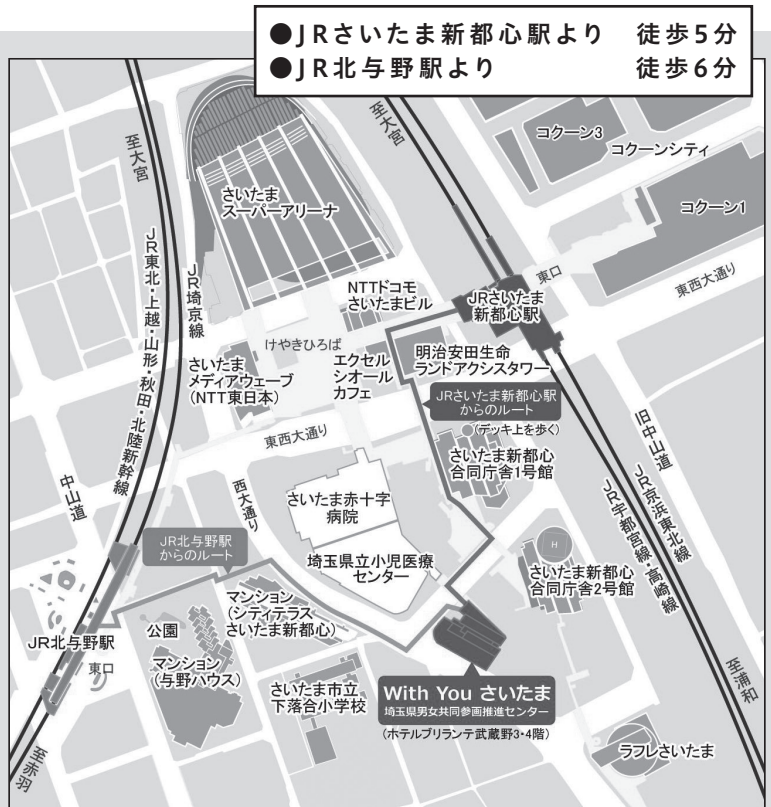 ●JRさいたま新都心駅より　徒歩5分
●JR北与野駅より　徒歩6分
至大宮
至大宮
コクーン3
コクーンシティ
コクーン1
さいたま
スーパーアリーナ
JR東北・上越・山形・秋田・北陸新幹線
JR埼京線
NTTドコモ
さいたまビル
JRさいたま
新都心駅
東口
東西大通り
けやきひろば
さいたま
メディアウェーブ
(NTT東日本)
エクセル
シオール
カフェ
明治安田生命
ランドアクシスタワー
JRさいたま新都心駅
からのルート
(デッキ上を歩く)
東西大通り
さいたま新都心
合同庁舎1号館
旧中山道
中山道
西大通り
さいたま赤十字
病院
JR京浜東北線
JR宇都宮線・高崎線
JR北与野駅
からのルート
埼玉県立小児医療
センター
H
さいたま新都心
合同庁舎2号館
マンション
(シティテラス
さいたま新都心)
公園
JR北与野駅
東口
マンション
(与野ハウス)
さいたま市立
下落合小学校
With You さいたま
埼玉県男女共同参画推進センター
(ホテルブリランテ武蔵野3・4階)
至浦和
ラフレさいたま
至赤羽